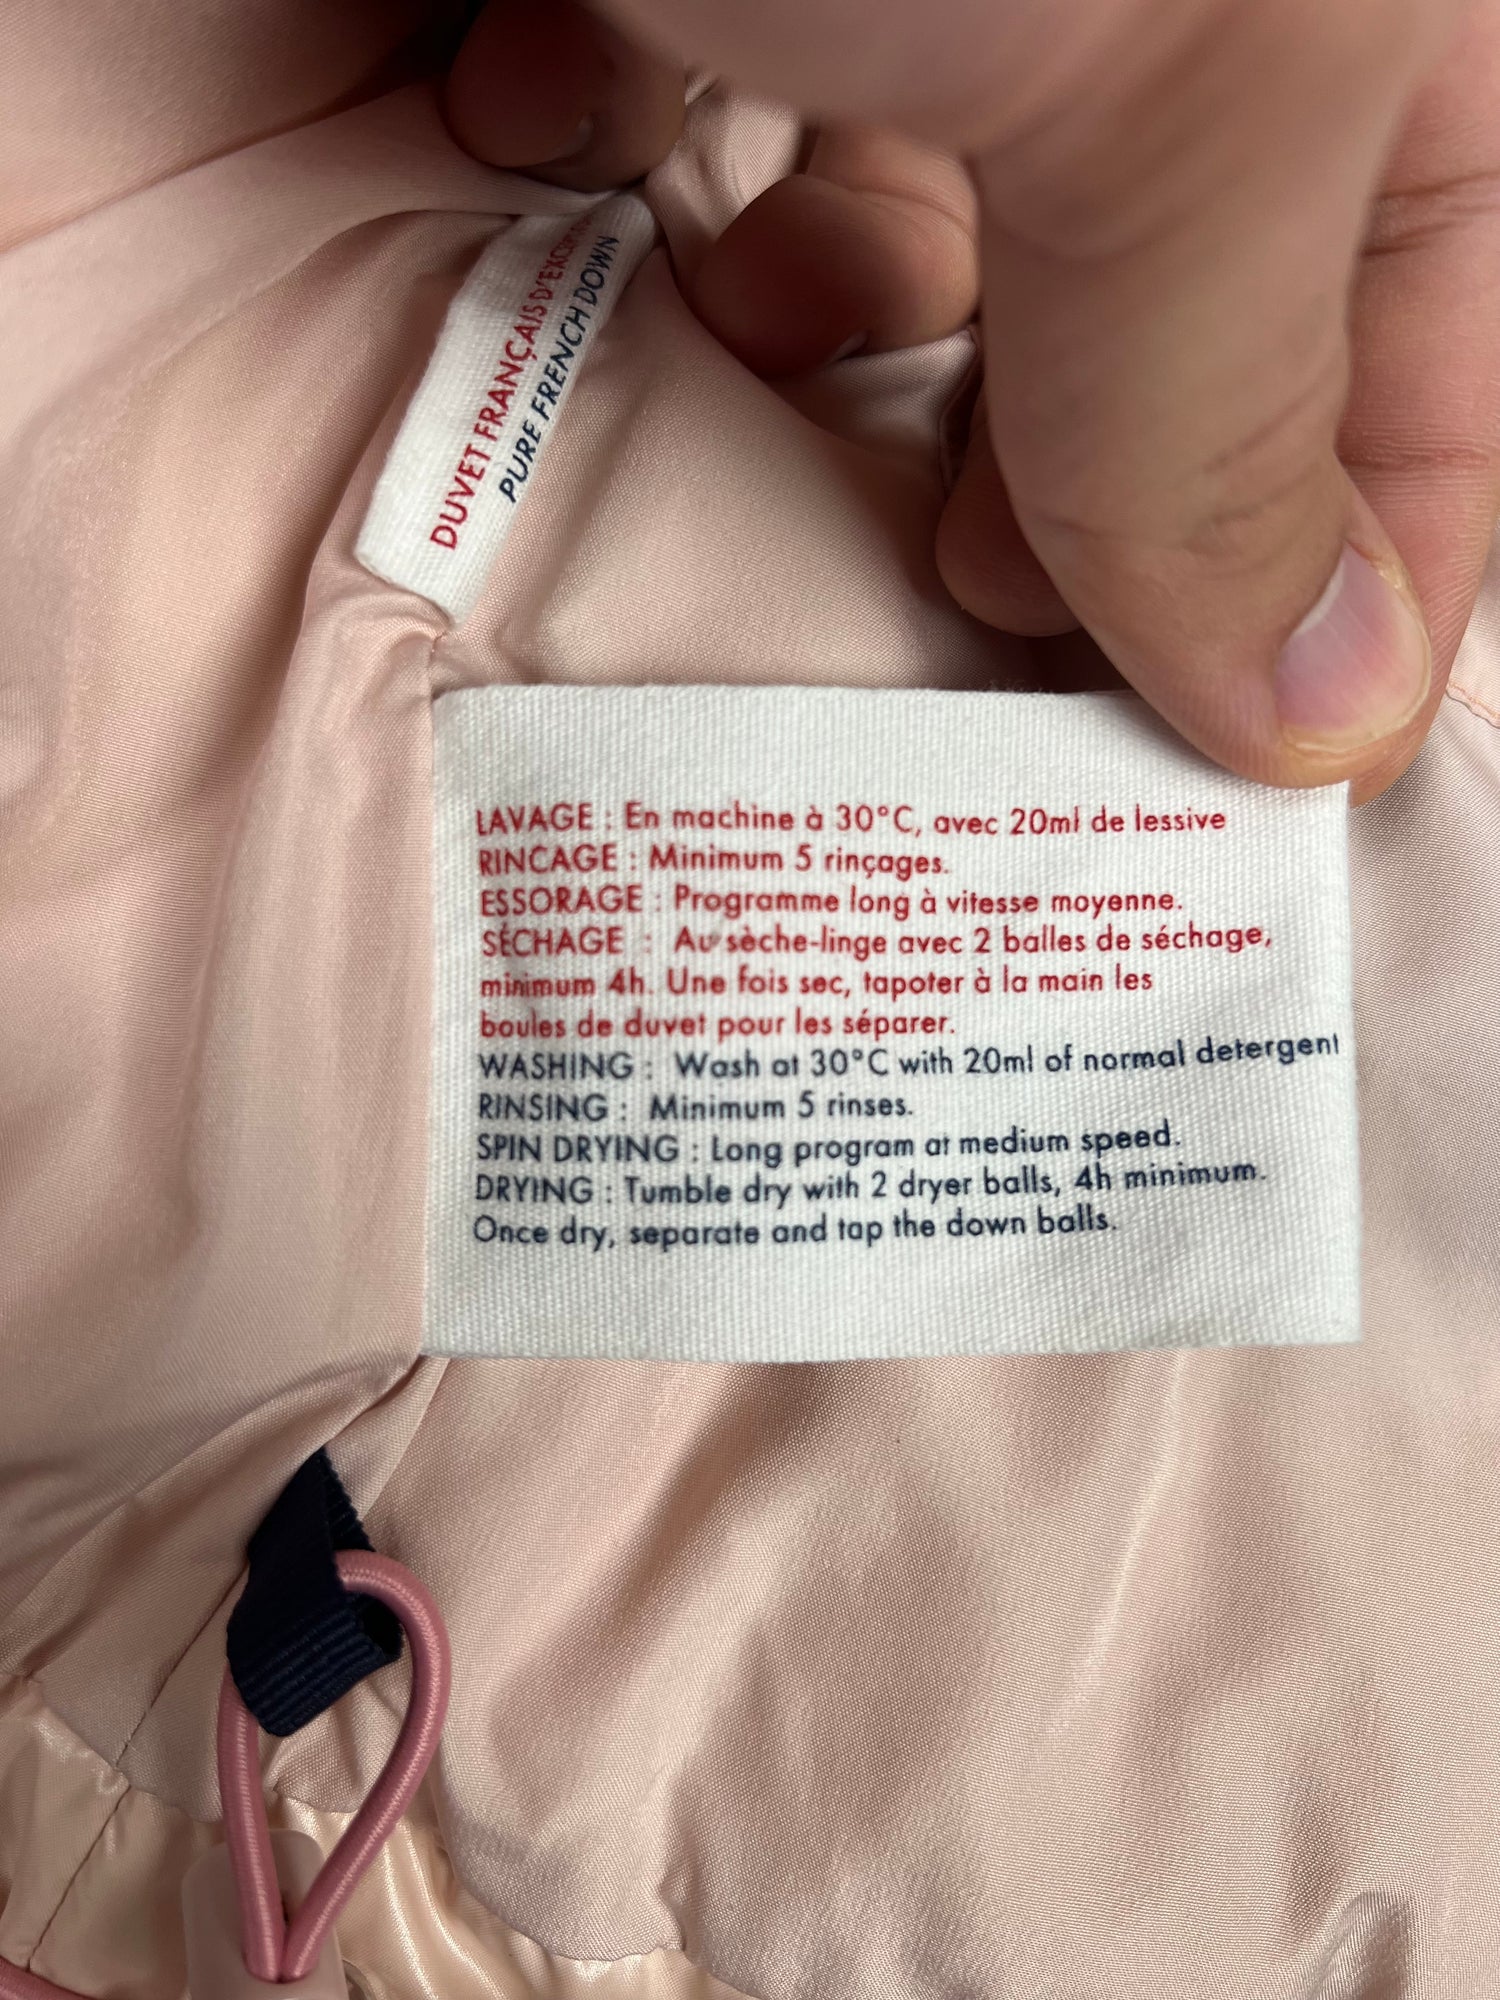 DUVET FRANÇAIS
PURE FRENCH DOWN
LAVAGE : En machine à 30°C, avec 20ml de lessive
RINCAGE : Minimum 5 rinçages.
ESSORAGE : Programme long à vitesse moyenne.
SÉCHAGE : Au sèche-linge avec 2 balles de séchage,
minimum 4h. Une fois sec, tapoter à la main les
boules de duvet pour les séparer.
WASHING : Wash at 30°C with 20ml of normal detergent
RINSING : Minimum 5 rinses.
SPIN DRYING : Long program at medium speed.
DRYING : Tumble dry with 2 dryer balls, 4h minimum.
Once dry, separate and tap the down balls.